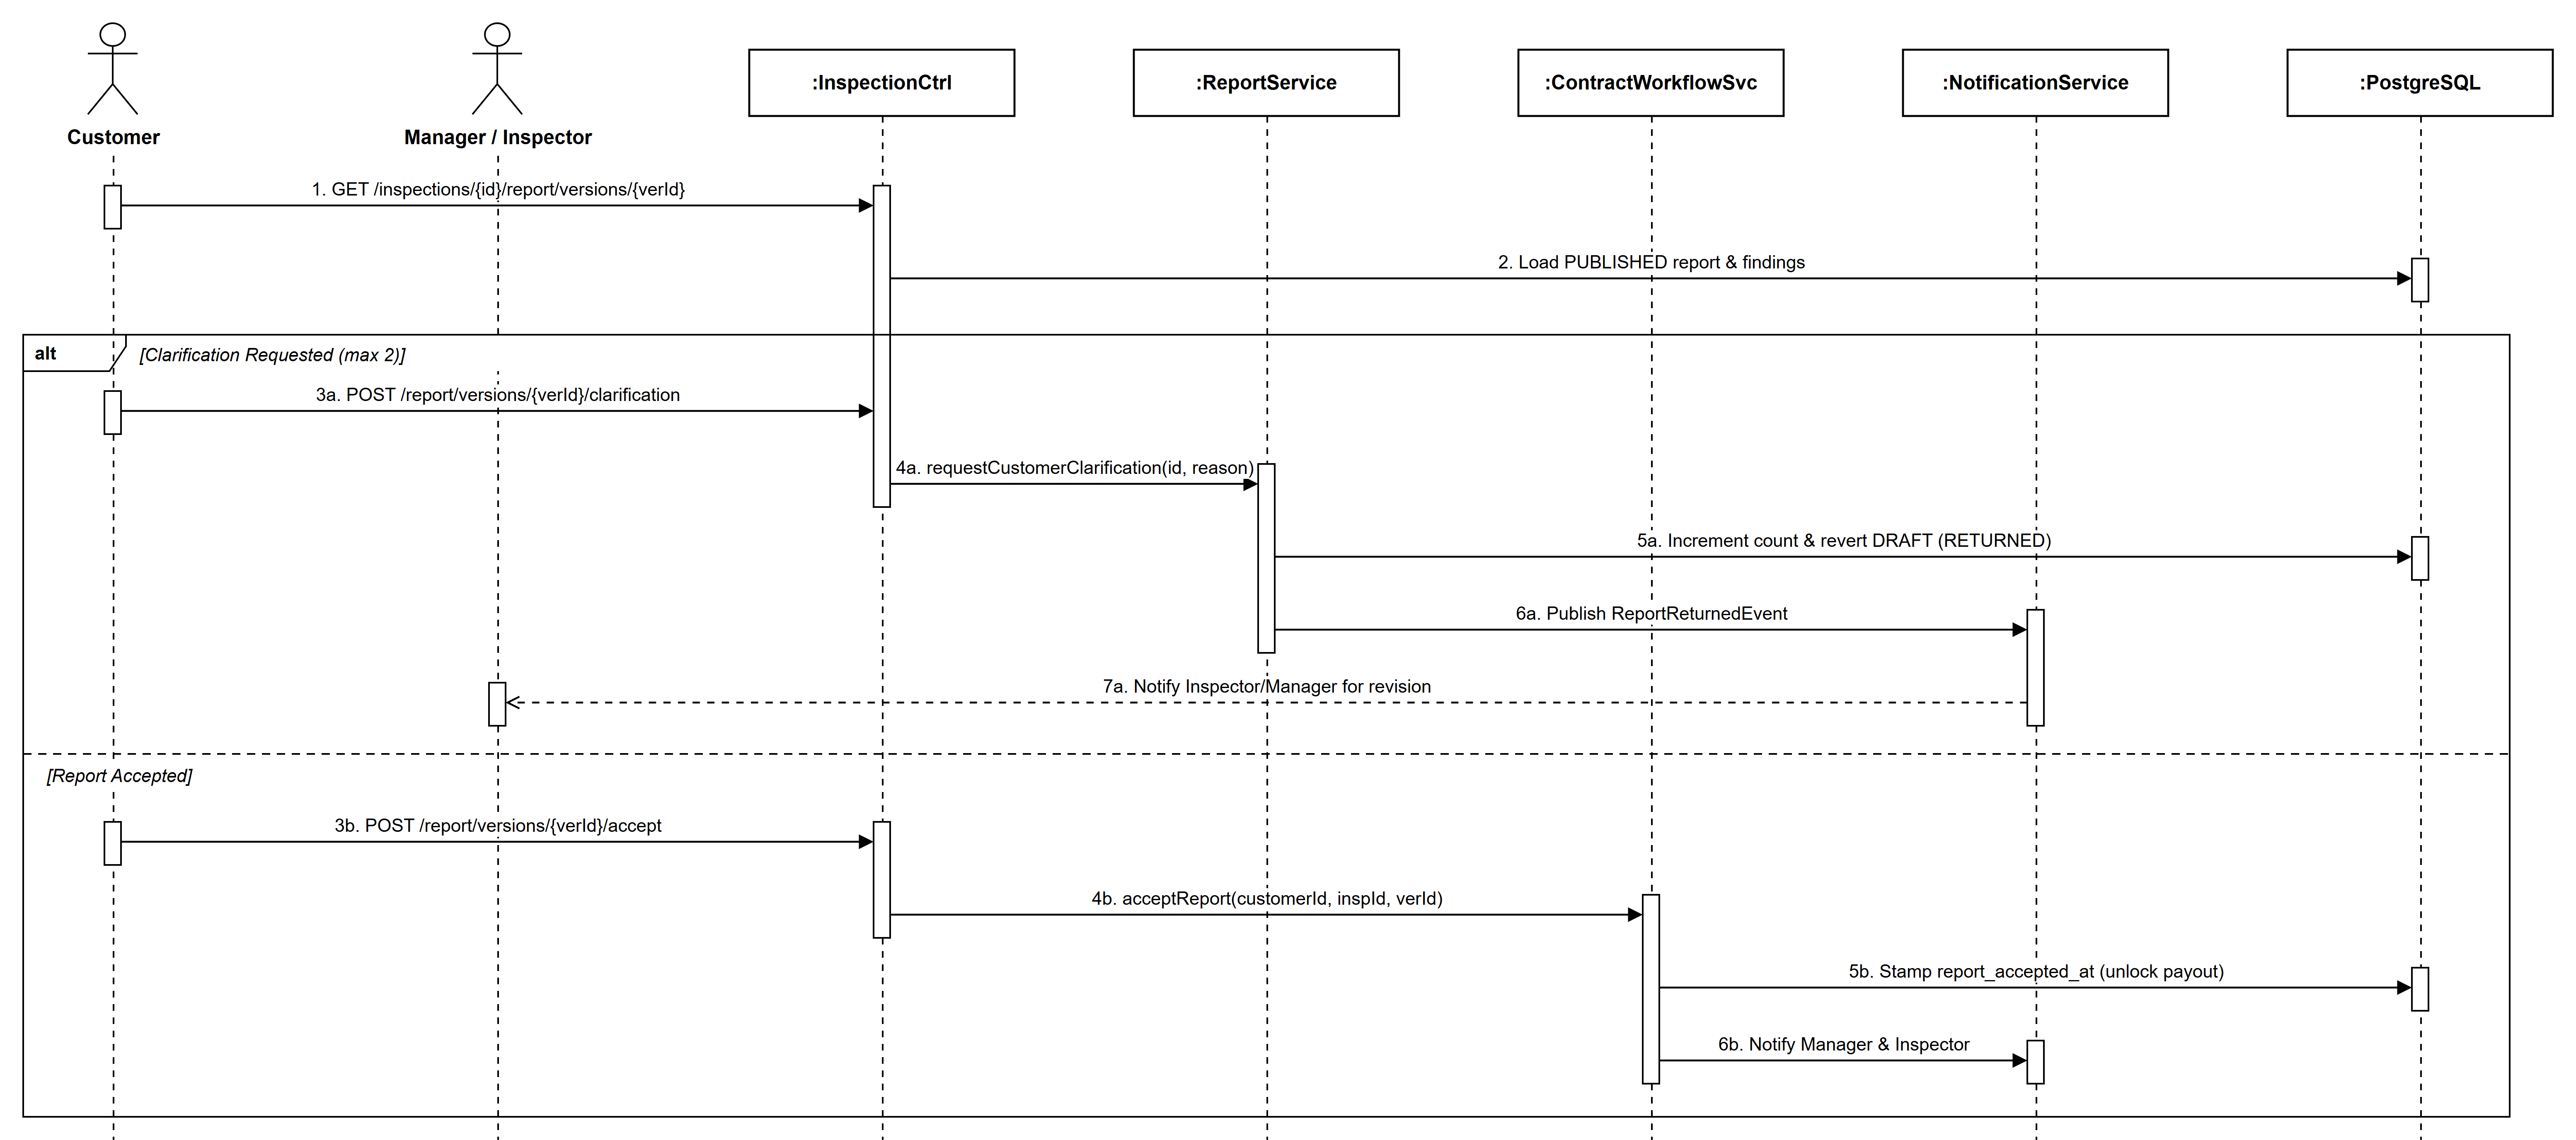 Customer
Manager / Inspector
:InspectionCtrl
:ReportService
:ContractWorkflowSvc
:NotificationService
:PostgreSQL
1. GET /inspections/{id}/report/versions/{verId}
2. Load PUBLISHED report & findings
alt
[Clarification Requested (max 2)]
3a. POST /report/versions/{verId}/clarification
4a. requestCustomerClarification(id, reason)
5a. Increment count & revert DRAFT (RETURNED)
6a. Publish ReportReturnedEvent
7a. Notify Inspector/Manager for revision
[Report Accepted]
3b. POST /report/versions/{verId}/accept
4b. acceptReport(customerId, inspId, verId)
5b. Stamp report_accepted_at (unlock payout)
6b. Notify Manager & Inspector